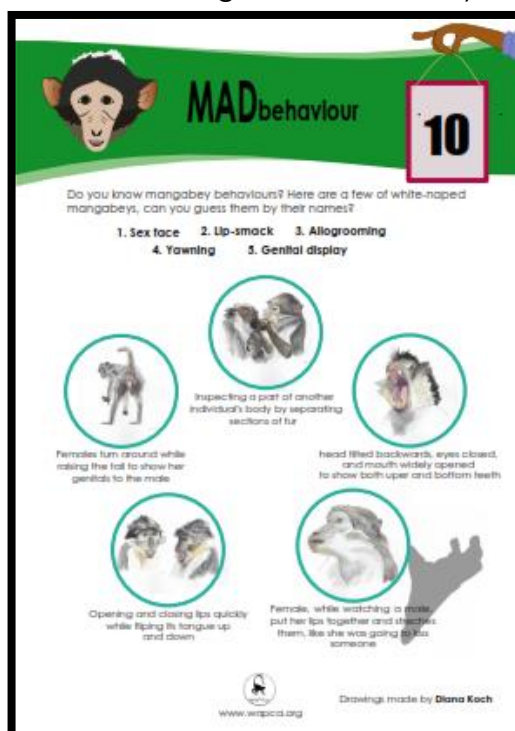 MADbehaviour
10
Do you know mangabey behaviours? Here are a few of white-naped
mangabeys, can you guess them by their names?
1. Sex face 2. Lip-smack 3. Allogrooming
4. Yawning 5. Genital display
Inspecting a part of another
individual's body by separating
sections of fur
Females turn around while
raising the tail to show her
genitals to the male
head tilted backwards, eyes closed,
and mouth widely opened
to show both uper and bottom teeth
Opening and closing lips quickly
while fliping its tongue up
and down
Female, while watching a male,
put her lips together and streches
them, like she was going to kiss
someone
www.wapca.org
Drawings made by Diana Koch